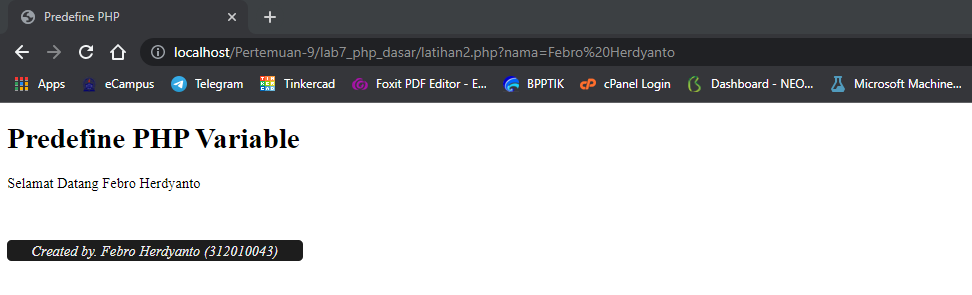 Predefine PHP
localhost/Pertemuan-9/lab7_php_dasar/latihan2.php?nama=Febro%20Herdyanto
Apps eCampus Telegram Tinkercad Foxit PDF Editor - E... BPPTIK cPanel Login Dashboard - NEO... Microsoft Machine...
Predefine PHP Variable
Selamat Datang Febro Herdyanto
Created by. Febro Herdyanto (312010043)